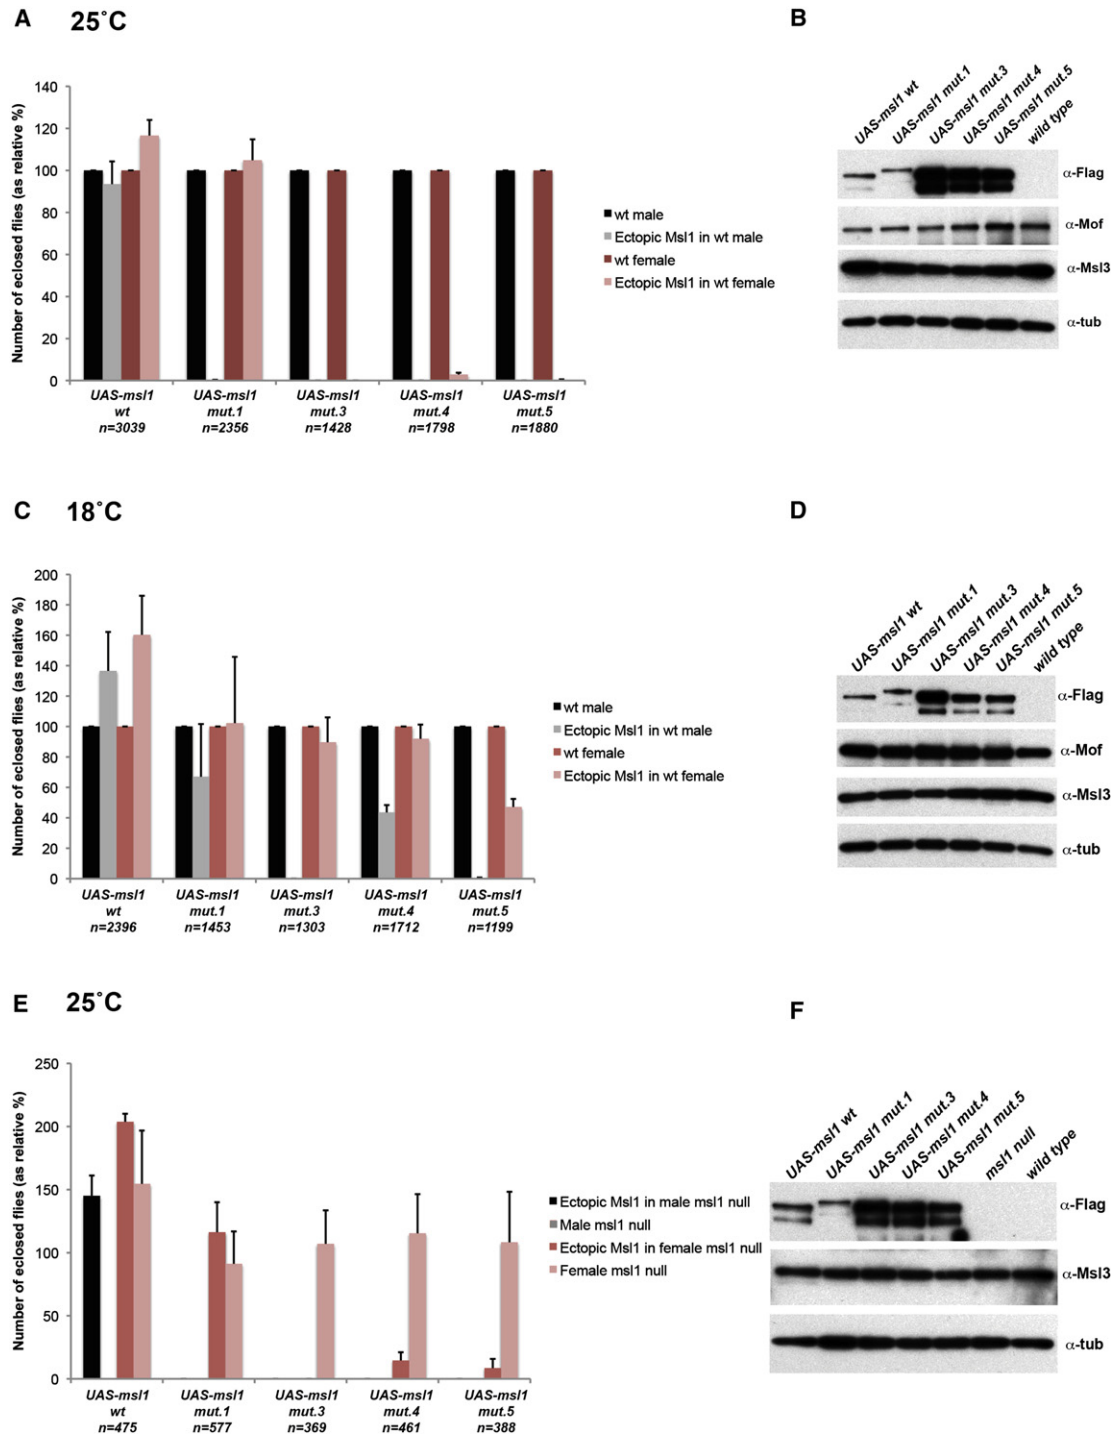 A 25˚C
Number of eclosed flies (as relative %)
140
120
100
80
60
40
20
0
UAS-msl1 wt n=3039
UAS-msl1 mut.1 n=2356
UAS-msl1 mut.3 n=1428
UAS-msl1 mut.4 n=1798
UAS-msl1 mut.5 n=1880
wt male
Ectopic Msl1 in wt male
wt female
Ectopic Msl1 in wt female
B
UAS-msl1 wt
UAS-msl1 mut.1
UAS-msl1 mut.3
UAS-msl1 mut.4
UAS-msl1 mut.5
wild type
α-Flag
α-Mof
α-Msl3
α-tub
C 18˚C
Number of eclosed flies (as relative %)
200
180
160
140
120
100
80
60
40
20
0
UAS-msl1 wt n=2396
UAS-msl1 mut.1 n=1453
UAS-msl1 mut.3 n=1303
UAS-msl1 mut.4 n=1712
UAS-msl1 mut.5 n=1199
wt male
Ectopic Msl1 in wt male
wt female
Ectopic Msl1 in wt female
D
UAS-msl1 wt
UAS-msl1 mut.1
UAS-msl1 mut.3
UAS-msl1 mut.4
UAS-msl1 mut.5
wild type
α-Flag
α-Mof
α-Msl3
α-tub
E 25˚C
Number of eclosed flies (as relative %)
250
200
150
100
50
0
UAS-msl1 wt n=475
UAS-msl1 mut.1 n=577
UAS-msl1 mut.3 n=369
UAS-msl1 mut.4 n=461
UAS-msl1 mut.5 n=388
Ectopic Msl1 in male msl1 null
Male msl1 null
Ectopic Msl1 in female msl1 null
Female msl1 null
F
UAS-msl1 wt
UAS-msl1 mut.1
UAS-msl1 mut.3
UAS-msl1 mut.4
UAS-msl1 mut.5
msl1 null
wild type
α-Flag
α-Msl3
α-tub